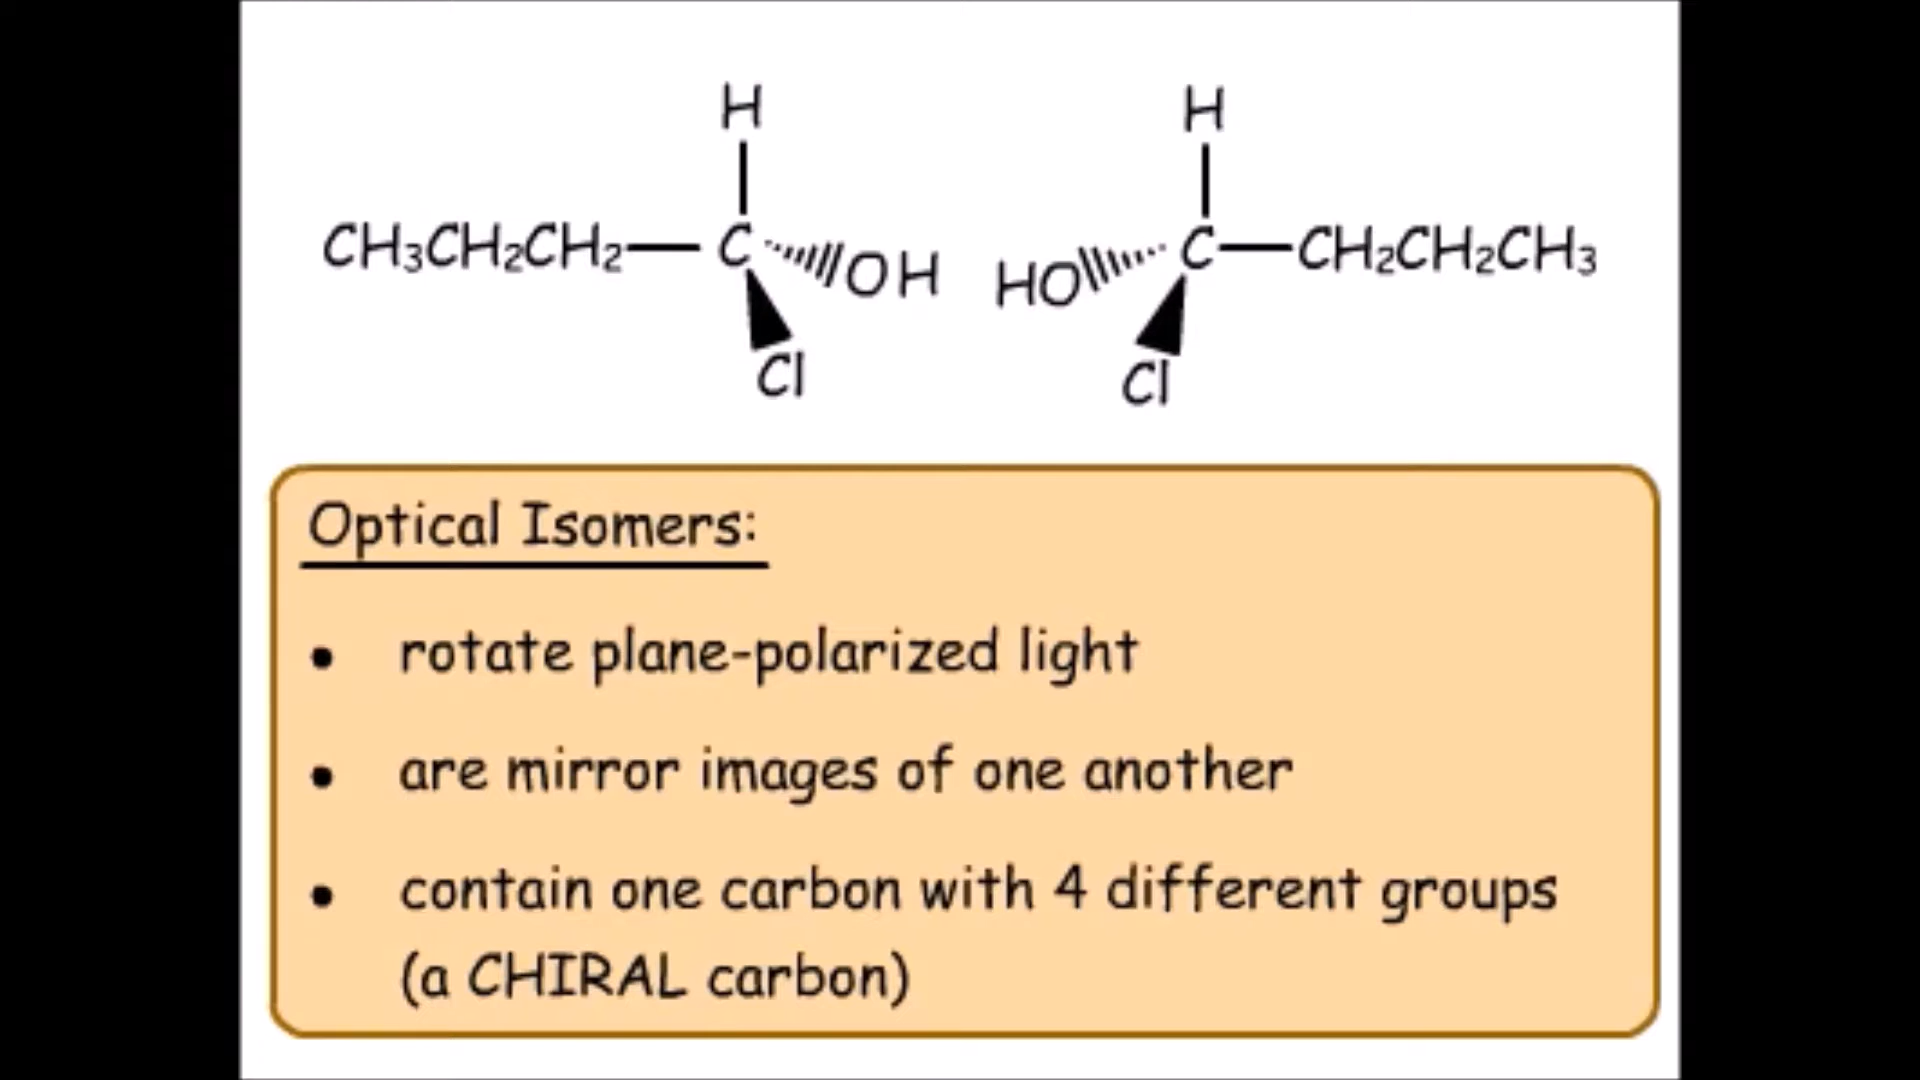 H H
CH₃CH₂CH₂ C OH HO C CH₂CH₂CH₃
Cl Cl
Optical Isomers:
• rotate plane-polarized light
• are mirror images of one another
• contain one carbon with 4 different groups
(a CHIRAL carbon)